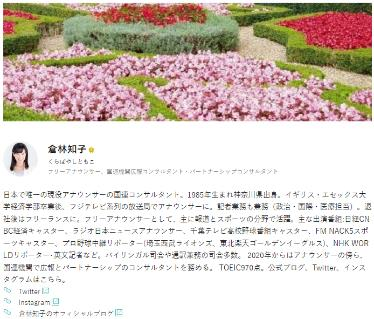 倉林知子
くらばやしともこ
フリーアナウンサー、国連機関広報コンサルタント・パートナーシップコンサルタント
日本で唯一の現役アナウンサーの国連コンサルタント。1985年生まれ神奈川県出身。イギリス・エセックス大
学経済学部卒業後、フジテレビ系列の放送局でアナウンサーに。記者業務も兼務（政治・国際・医療担当）。退
社後はフリーランスに。フリーアナウンサーとして、主に報道とスポーツの分野で活躍。主な出演番組:日経CN
BC経済キャスター、ラジオ日本ニュースアナウンサー、千葉テレビ高校野球番組キャスター、FM NACK5スポ
ーツキャスター、プロ野球中継リポーター(埼玉西武ライオンズ、東北楽天ゴールデンイーグルス)、NHK WOR
LDリポーター･英文記者など。バイリンガル司会や通訳兼務の司会多数。 2020年からはアナウンサーの傍ら、
国連機関で広報とパートナーシップのコンサルタントを務める。 TOEIC970点。公式ブログ、Twitter、インス
タグラムはこちら。
Twitter
Instagram
倉林知子のオフィシャルブログ